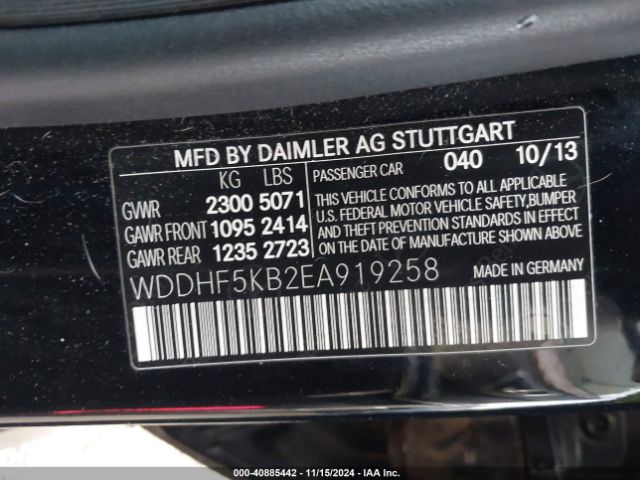 MFD BY DAIMLER AG STUTTGART
KG LBS
GVWR 2300 5071
GAWR FRONT 1095 2414
GAWR REAR 1235 2723
PASSENGER CAR 040 10/13
THIS VEHICLE CONFORMS TO ALL APPLICABLE
U.S. FEDERAL MOTOR VEHICLE SAFETY,BUMPER
AND THEFT PREVENTION STANDARDS IN EFFECT
ON THE DATE OF MANUFACTURE SHOWN ABOVE.
WDDHF5KB2EA919258 MADE IN GERMANY
000-40885442 - 11/15/2024 - IAAI.COM